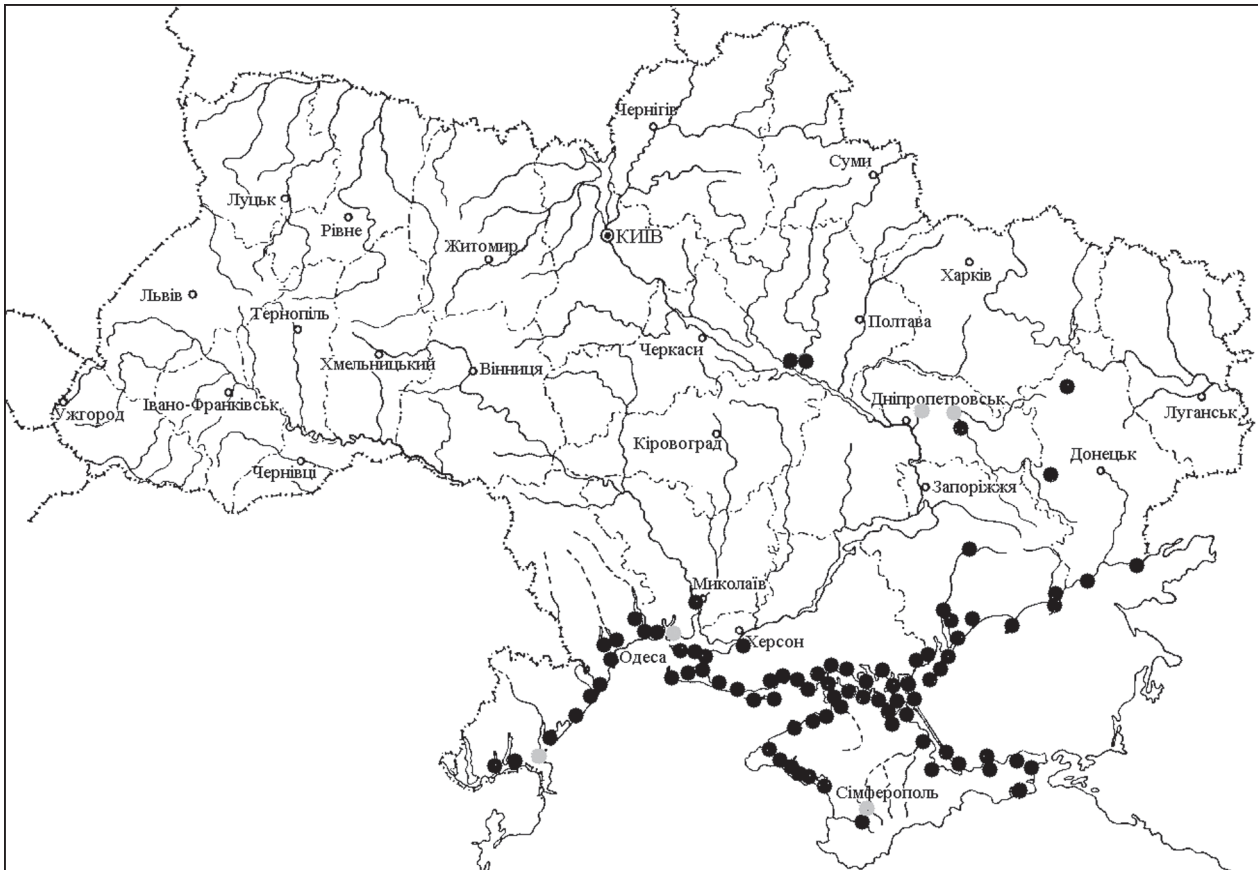 Чернігів
Суми
Луцьк
Рівне
КИЇВ
Житомир
Харків
Львів
Тернопіль
Полтава
Черкаси
Хмельницький
Вінниця
Ужгород
Івано-Франківськ
Дніпропетровськ
Луганськ
Кіровоград
Донецьк
Чернівці
Запоріжжя
Миколаїв
Херсон
Одеса
Сімферополь